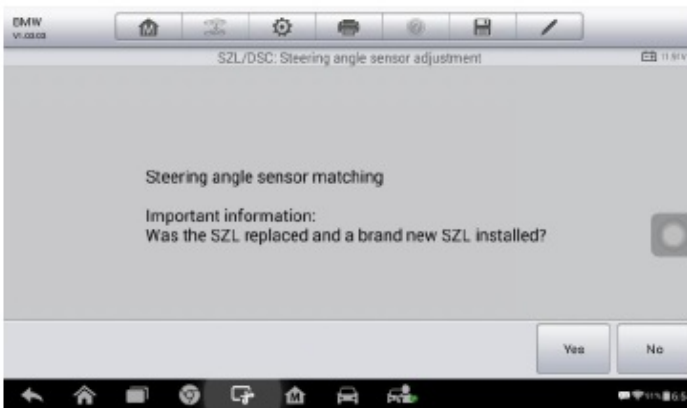 BMW
SZL/DSC: Steering angle sensor adjustment
Steering angle sensor matching
Important information:
Was the SZL replaced and a brand new SZL installed?
Yes
No